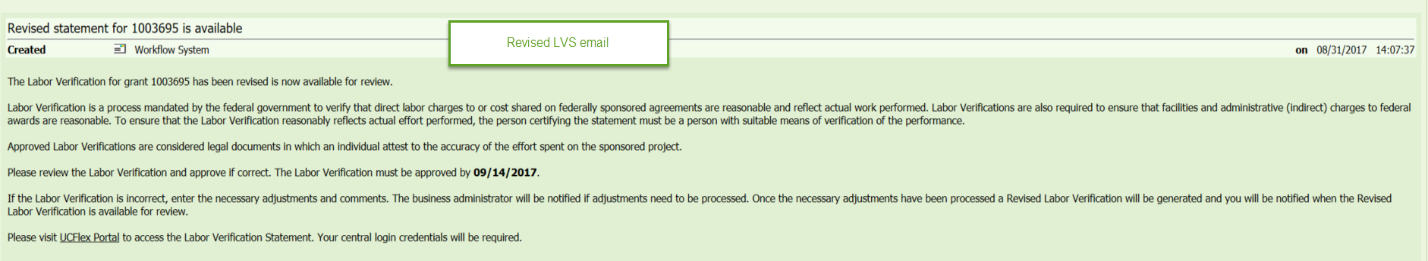 Revised statement for 1003695 is available
Revised LVS email
Created Workflow System on 08/31/2017 14:07:37
The Labor Verification for grant 1003695 has been revised is now available for review.
Labor Verification is a process mandated by the federal government to verify that direct labor charges to or cost shared on federally sponsored agreements are reasonable and reflect actual work performed. Labor Verifications are also required to ensure that facilities and administrative (indirect) charges to federal
awards are reasonable. To ensure that the Labor Verification reasonably reflects actual effort performed, the person certifying the statement must be a person with suitable means of verification of the performance.
Approved Labor Verifications are considered legal documents in which an individual attest to the accuracy of the effort spent on the sponsored project.
Please review the Labor Verification and approve if correct. The Labor Verification must be approved by 09/14/2017.
If the Labor Verification is incorrect, enter the necessary adjustments and comments. The business administrator will be notified if adjustments need to be processed. Once the necessary adjustments have been processed a Revised Labor Verification will be generated and you will be notified when the Revised
Labor Verification is available for review.
Please visit UCFlex Portal to access the Labor Verification Statement. Your central login credentials will be required.